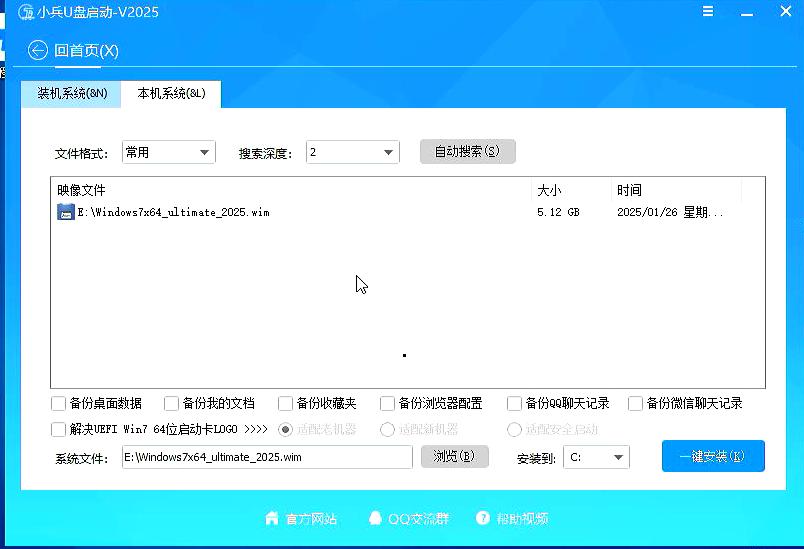 小兵U盘启动-V2025
回首页(X)
装机系统(&N) 本机系统(&L)
文件格式： 常用 搜索深度： 2 自动搜索(S)
映像文件 大小 时间
E:\Windows7x64_ultimate_2025.wim 5.12 GB 2025/01/26 星期...
备份桌面数据 备份我的文档 备份收藏夹 备份浏览器配置 备份QQ聊天记录 备份微信聊天记录
解决UEFI Win7 64位启动卡LOGO >>>> 适配老机器 适配新机器 适配安全启动
系统文件： E:\Windows7x64_ultimate_2025.wim 浏览(B) 安装到： C: 一键安装(K)
官方网站 QQ交流群 帮助视频